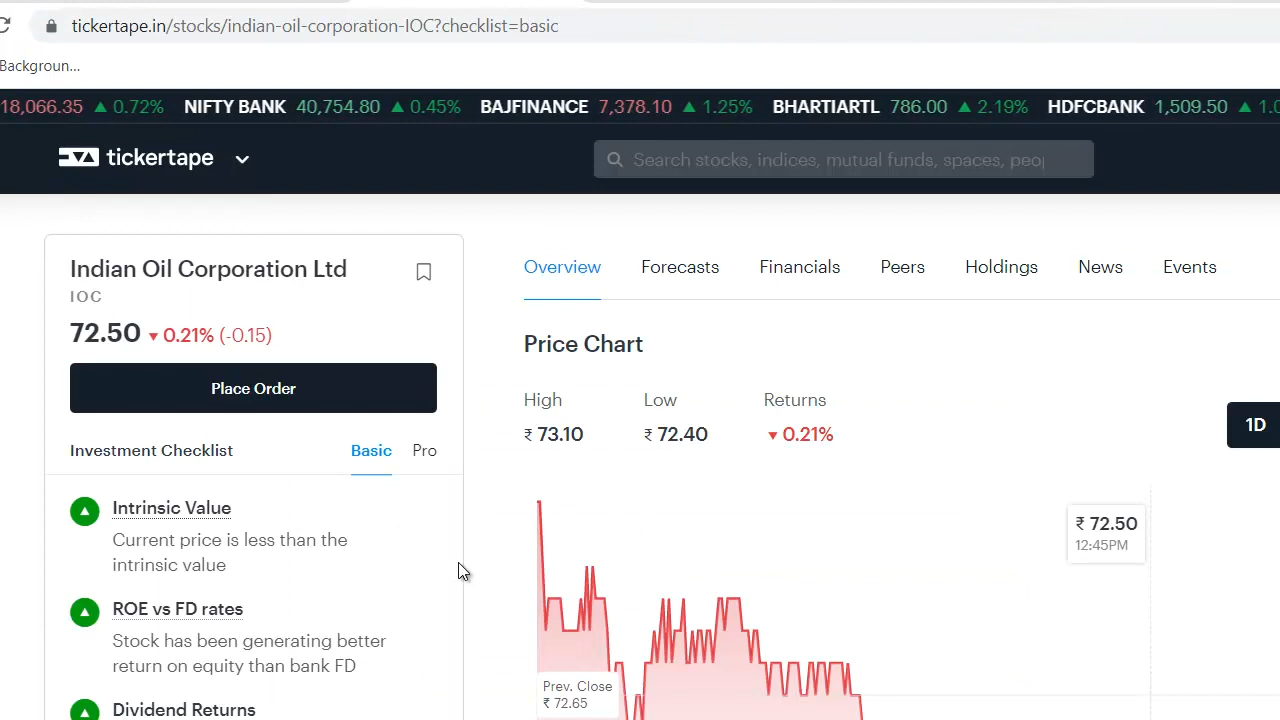 tickertape.in/stocks/indian-oil-corporation-IOC?checklist=basic
Backgroun...
18,066.35 ▲ 0.72% NIFTY BANK 40,754.80 ▲ 0.45% BAJFINANCE 7,378.10 ▲ 1.25% BHARTIARTL 786.00 ▲ 2.19% HDFCBANK 1,509.50 ▲ 1.0
tickertape
Search stocks, indices, mutual funds, spaces, peop
Indian Oil Corporation Ltd
IOC
72.50 ▼ 0.21% (-0.15)
Place Order
Investment Checklist Basic Pro
Intrinsic Value
Current price is less than the
intrinsic value
ROE vs FD rates
Stock has been generating better
return on equity than bank FD
Dividend Returns
Overview Forecasts Financials Peers Holdings News Events
Price Chart
High Low Returns
₹ 73.10 ₹ 72.40 ▼ 0.21%
1D
₹ 72.50
12:45PM
Prev. Close
₹ 72.65